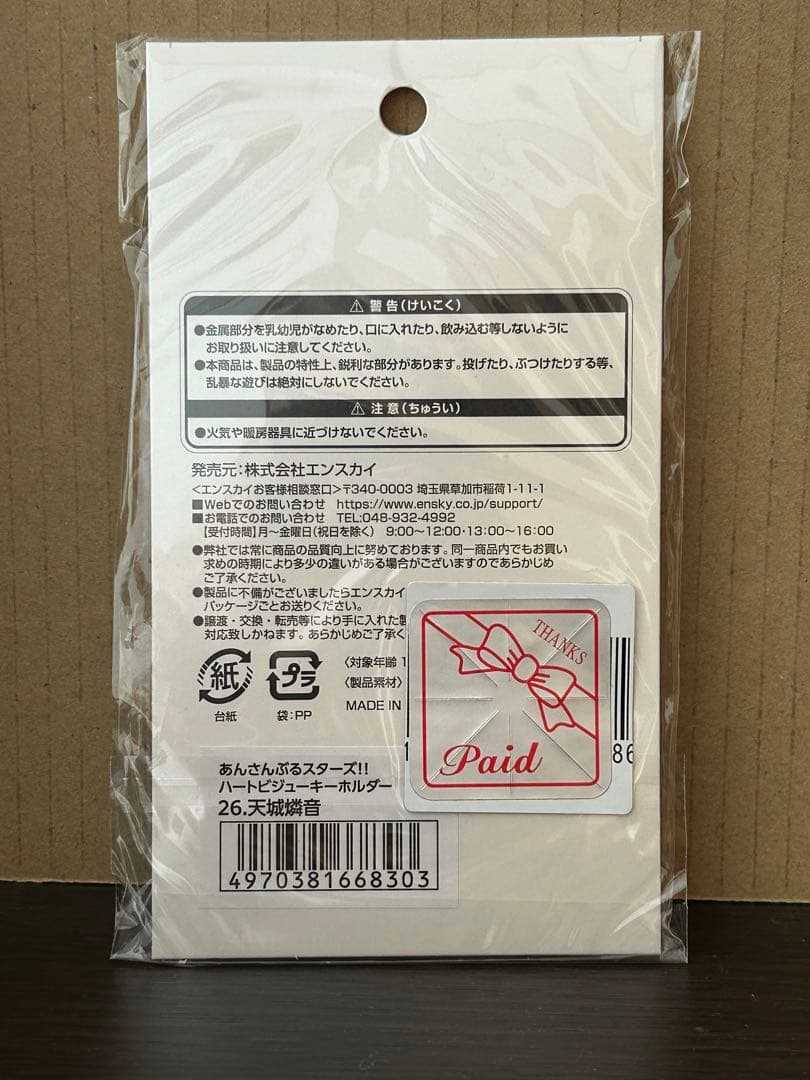 ⚠ 警告(けいこく)
●金属部分を乳幼児がなめたり、口に入れたり、飲み込む等しないように
お取り扱いに注意してください。
●本商品は、製品の特性上、鋭利な部分があります。投げたり、ぶつけたりする等、
乱暴な遊びは絶対にしないでください。
⚠ 注意(ちゅうい)
●火気や暖房器具に近づけないでください。
発売元:株式会社エンスカイ
〈エンスカイお客様相談窓口〉〒340-0003 埼玉県草加市稲荷1-11-1
■Webでのお問い合わせ https://www.ensky.co.jp/support/
■お電話でのお問い合わせ TEL:048-932-4992
【受付時間】月〜金曜日(祝日を除く) 9:00〜12:00・13:00〜16:00
●弊社では常に商品の品質向上に努めております。同一商品内でもお買い
求めの時期により多少の違いがある場合がございますのであらかじめ
ご了承ください。
●製品に不備がございましたらエンスカイ
パッケージごとお送りください。
●譲渡・交換・転売等により手に入れた製
対応致しかねます。あらかじめご了承く
紙
台紙
プラ
袋:PP
〈対象年齢 1
〈製品素材〉
MADE IN
THANKS
Paid
86
あんさんぶるスターズ!!
ハートビジューキーホルダー
26.天城燐音
4970381668303